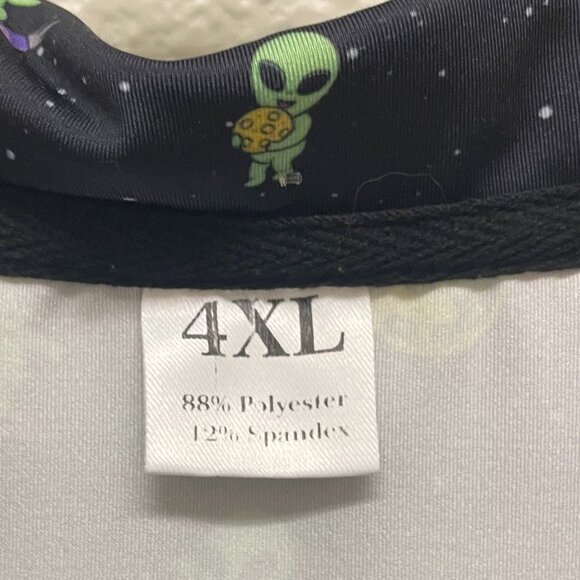 4XL
88% Polyester
12% Spandex